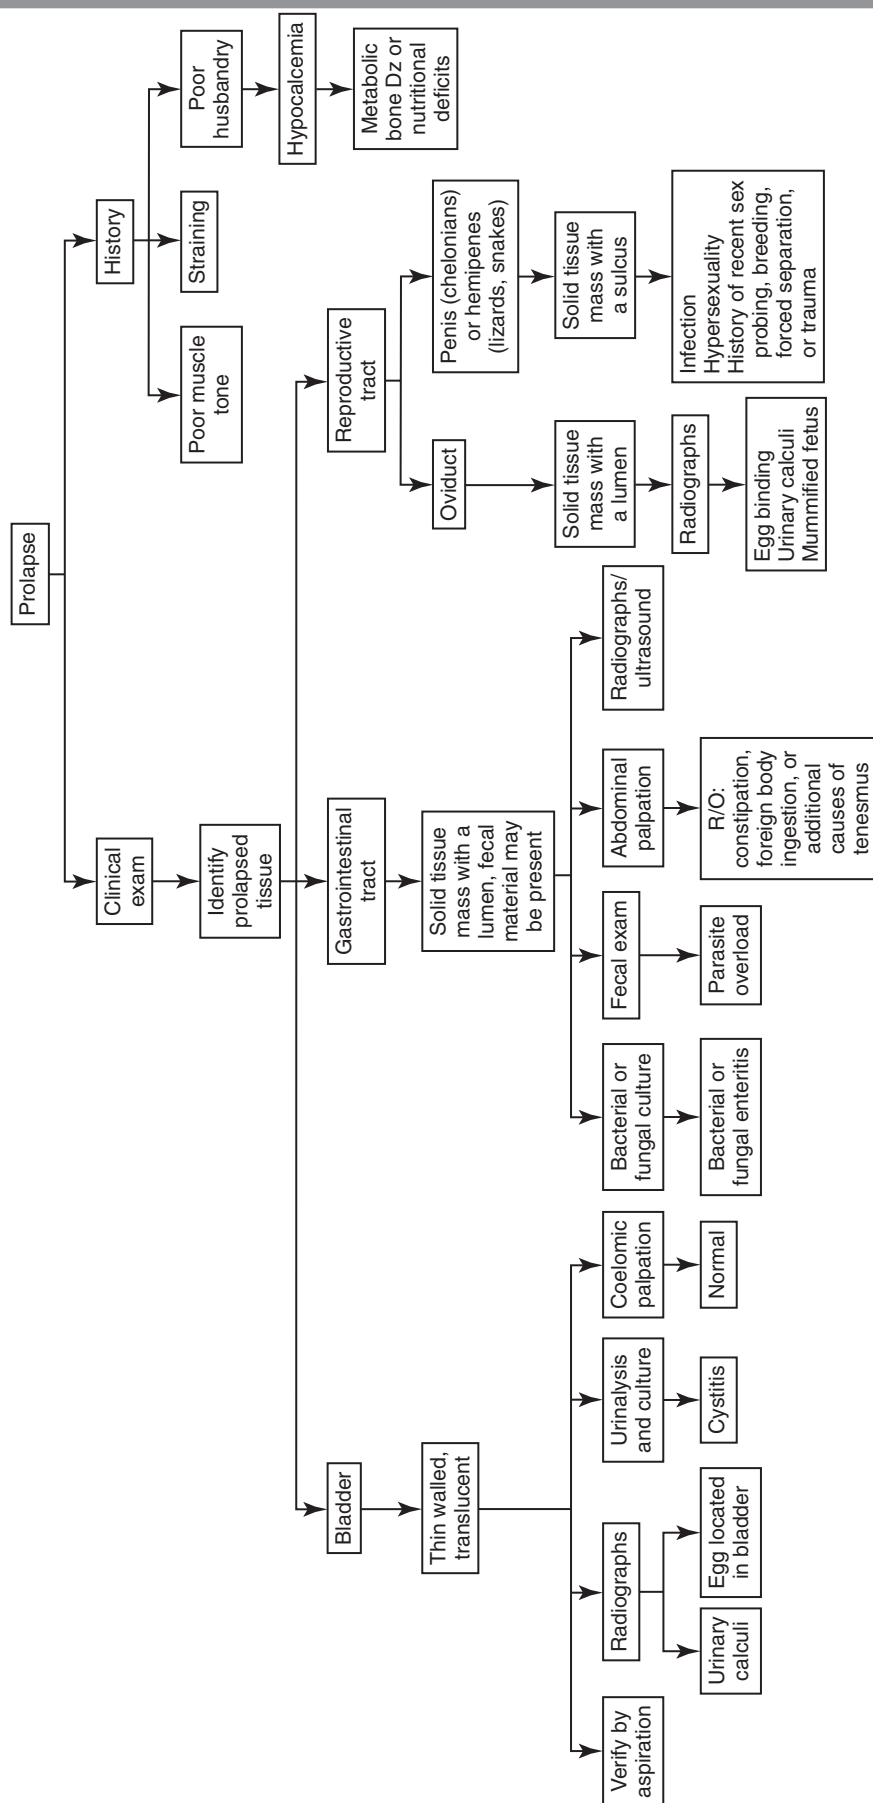 Prolapse
Clinical
exam
History
Identify
prolapsed
tissue
Poor muscle
tone
Straining
Poor
husbandry
Hypocalcemia
Metabolic
bone Dz or
nutritional
deficits
Bladder
Gastrointestinal
tract
Reproductive
tract
Thin walled,
translucent
Solid tissue
mass with a
lumen, fecal
material may
be present
Oviduct
Penis (chelonians)
or hemipenes
(lizards, snakes)
Solid tissue
mass with
a lumen
Solid tissue
mass with
a sulcus
Verify by
aspiration
Radiographs
Urinalysis
and culture
Coelomic
palpation
Bacterial or
fungal culture
Fecal exam
Abdominal
palpation
Radiographs/
ultrasound
Radiographs
Infection
Hypersexuality
History of recent sex
probing, breeding,
forced separation,
or trauma
Urinary
calculi
Egg located
in bladder
Cystitis
Normal
Bacterial or
fungal enteritis
Parasite
overload
R/O:
constipation,
foreign body
ingestion, or
additional
causes of
tenesmus
Egg binding
Urinary calculi
Mummified fetus